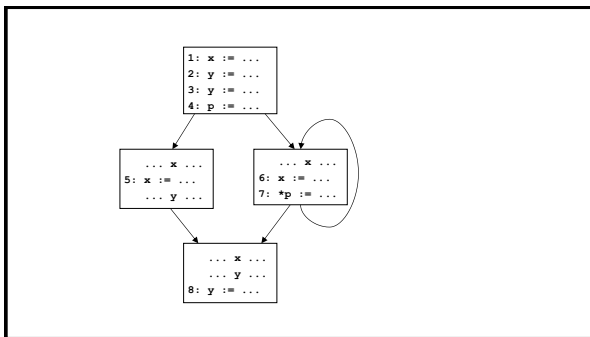 1: x := ...
2: y := ...
3: y := ...
4: p := ...
... x ...
5: x := ...
... y ...
... x ...
6: x := ...
7: *p := ...
... x ...
... y ...
8: y := ...